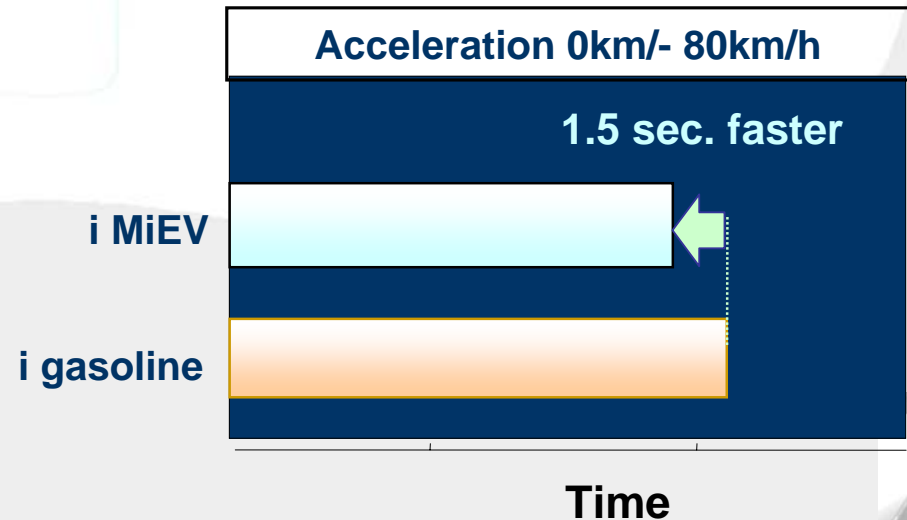 Acceleration 0km/- 80km/h
1.5 sec. faster
i MiEV
i gasoline
Time